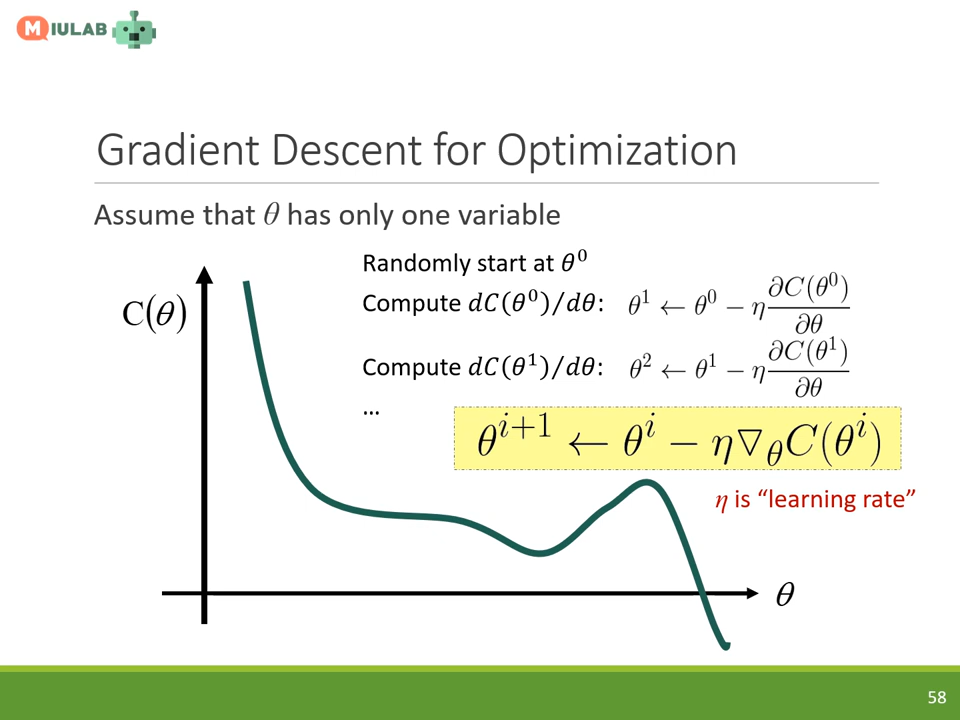 MIULAB
Gradient Descent for Optimization
Assume that θ has only one variable
Randomly start at θ⁰
Compute dC(θ⁰)/dθ: θ¹ ← θ⁰ − η ∂C(θ⁰)/∂θ
Compute dC(θ¹)/dθ: θ² ← θ¹ − η ∂C(θ¹)/∂θ
...
θⁱ⁺¹ ← θⁱ − η∇_θ C(θⁱ)
η is “learning rate”
C(θ)
θ
58